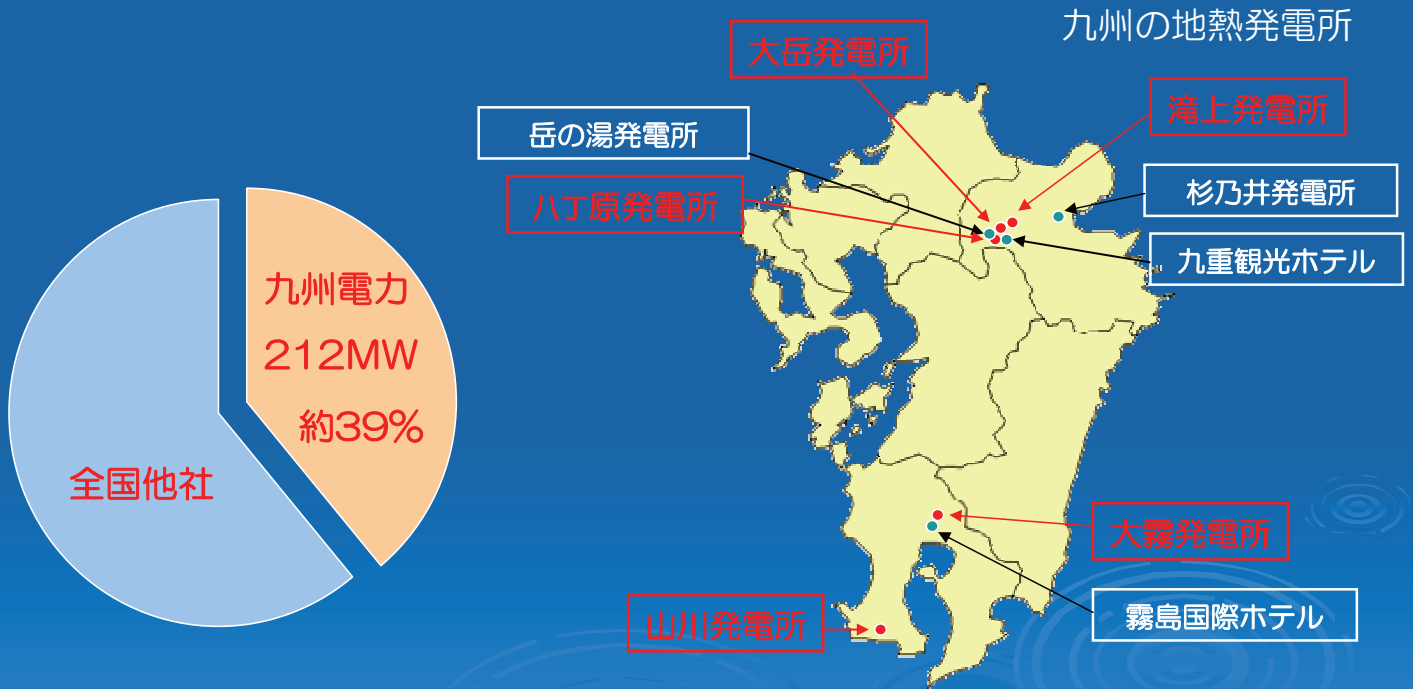 九州の地熱発電所
大岳発電所
滝上発電所
岳の湯発電所
杉乃井発電所
八丁原発電所
九重観光ホテル
九州電力
212MW
約39%
全国他社
大霧発電所
霧島国際ホテル
山川発電所